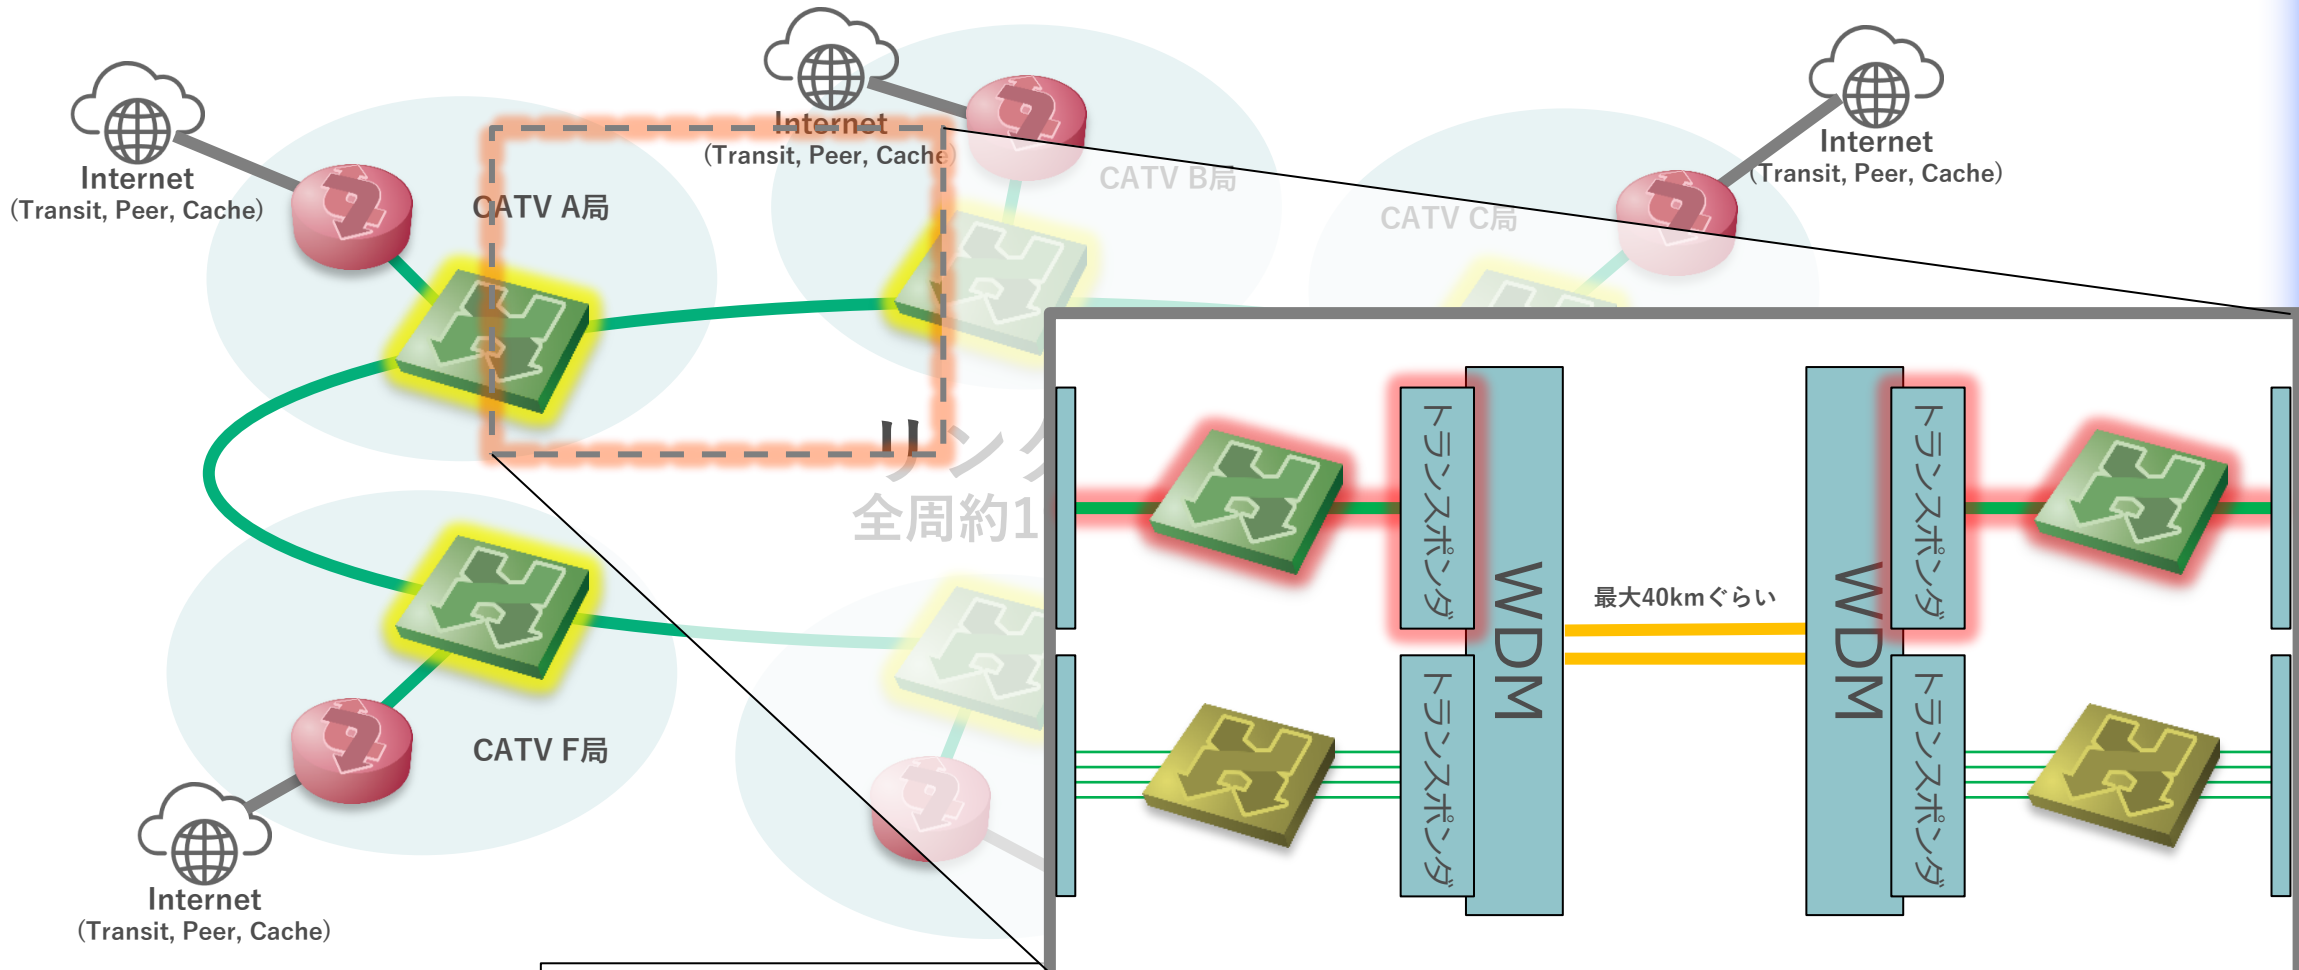 Internet
(Transit, Peer, Cache)
CATV A局
Internet
(Transit, Peer, Cache)
CATV B局
CATV C局
Internet
(Transit, Peer, Cache)
リング
全周約1
CATV F局
Internet
(Transit, Peer, Cache)
トランスポンダ
WDM
トランスポンダ
最大40kmぐらい
トランスポンダ
WDM
トランスポンダ